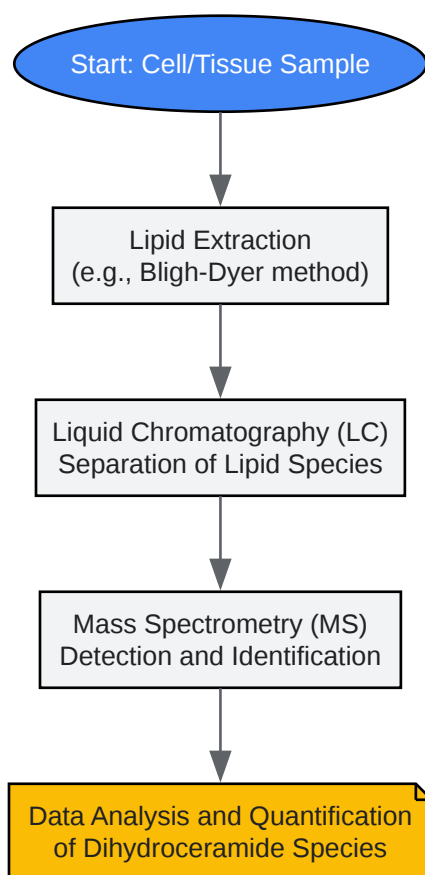 Start: Cell/Tissue Sample
Lipid Extraction
(e.g., Bligh-Dyer method)
Liquid Chromatography (LC)
Separation of Lipid Species
Mass Spectrometry (MS)
Detection and Identification
Data Analysis and Quantification
of Dihydroceramide Species